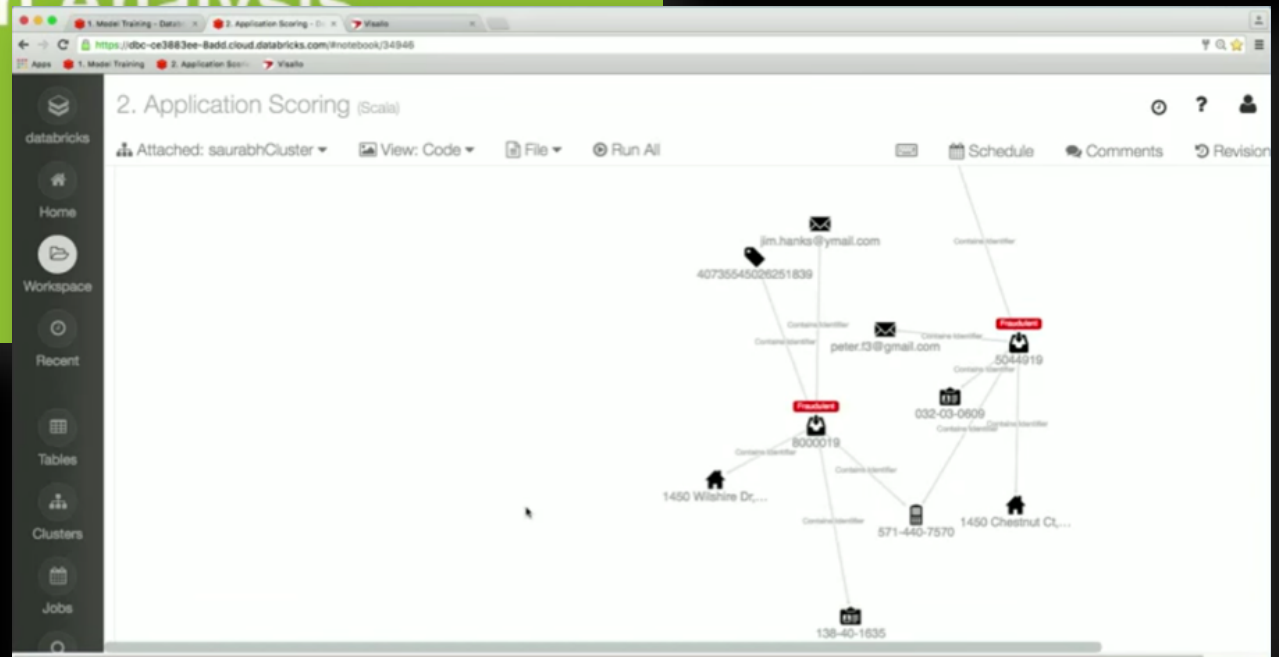 Analysis
1. Model Training - Datab
2. Application Scoring - D
Visallo
https://dbc-ce3883ee-8add.cloud.databricks.com/#notebook/34946
Apps 1. Model Training 2. Application Scori Visallo
2. Application Scoring (Scala)
databricks
Attached: saurabhCluster View: Code File Run All Schedule Comments Revision
Home
Workspace
Recent
Tables
Clusters
Jobs
jim.hanks@ymail.com
Contains Identifier
40735545026251839
Contains Identifier
Contains Identifier
Fraudulent
peter.f3@gmail.com
Contains Identifier
5044919
Contains Identifier
032-03-0609
Contains Identifier
Contains Identifier
Fraudulent
8000019
Contains Identifier
Contains Identifier
1450 Wilshire Dr,...
571-440-7570
1450 Chestnut Ct,...
Contains Identifier
138-40-1635